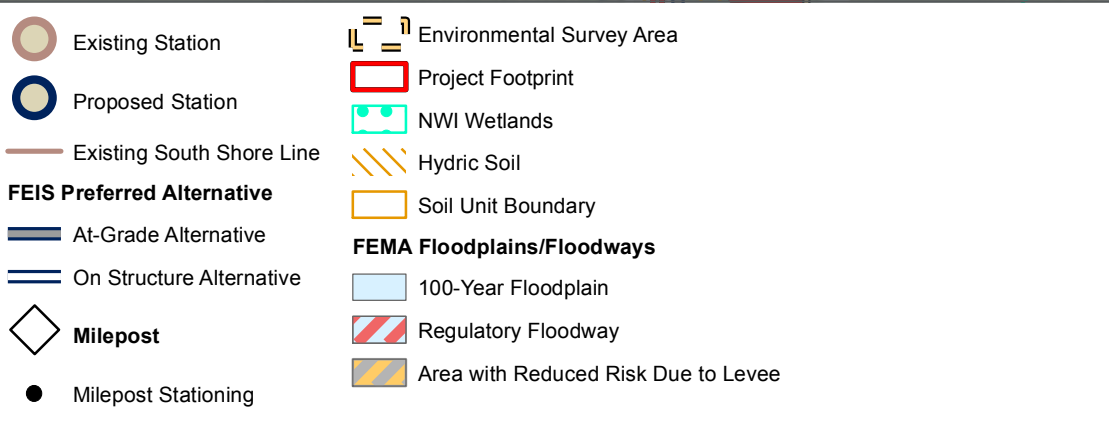 Existing Station
Proposed Station
Existing South Shore Line
FEIS Preferred Alternative
At-Grade Alternative
On Structure Alternative
Milepost
Milepost Stationing
Environmental Survey Area
Project Footprint
NWI Wetlands
Hydric Soil
Soil Unit Boundary
FEMA Floodplains/Floodways
100-Year Floodplain
Regulatory Floodway
Area with Reduced Risk Due to Levee